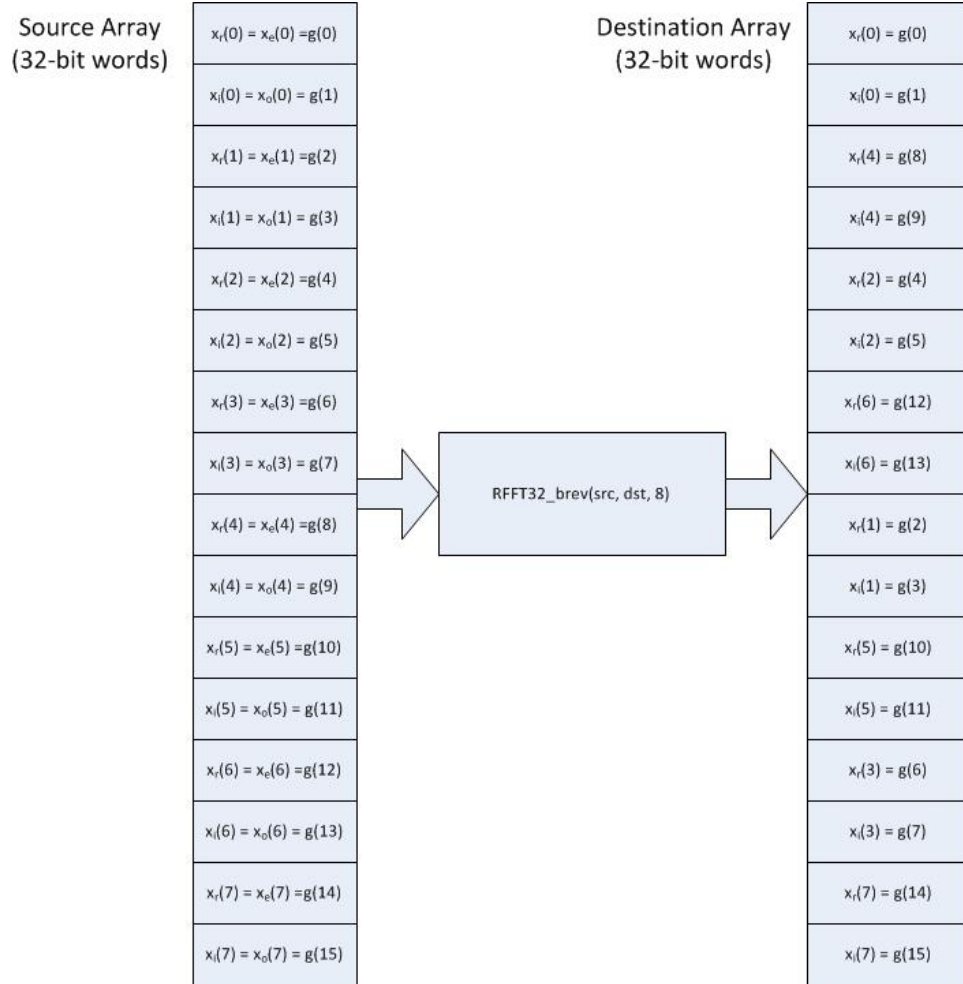 Source Array
(32-bit words)
xᵣ(0) = xₑ(0) =g(0)
xᵢ(0) = xₒ(0) = g(1)
xᵣ(1) = xₑ(1) =g(2)
xᵢ(1) = xₒ(1) = g(3)
xᵣ(2) = xₑ(2) =g(4)
xᵢ(2) = xₒ(2) = g(5)
xᵣ(3) = xₑ(3) =g(6)
xᵢ(3) = xₒ(3) = g(7)
xᵣ(4) = xₑ(4) =g(8)
xᵢ(4) = xₒ(4) = g(9)
xᵣ(5) = xₑ(5) =g(10)
xᵢ(5) = xₒ(5) = g(11)
xᵣ(6) = xₑ(6) =g(12)
xᵢ(6) = xₒ(6) = g(13)
xᵣ(7) = xₑ(7) =g(14)
xᵢ(7) = xₒ(7) = g(15)
RFFT32_brev(src, dst, 8)
Destination Array
(32-bit words)
xᵣ(0) = g(0)
xᵢ(0) = g(1)
xᵣ(4) = g(8)
xᵢ(4) = g(9)
xᵣ(2) = g(4)
xᵢ(2) = g(5)
xᵣ(6) = g(12)
xᵢ(6) = g(13)
xᵣ(1) = g(2)
xᵢ(1) = g(3)
xᵣ(5) = g(10)
xᵢ(5) = g(11)
xᵣ(3) = g(6)
xᵢ(3) = g(7)
xᵣ(7) = g(14)
xᵢ(7) = g(15)